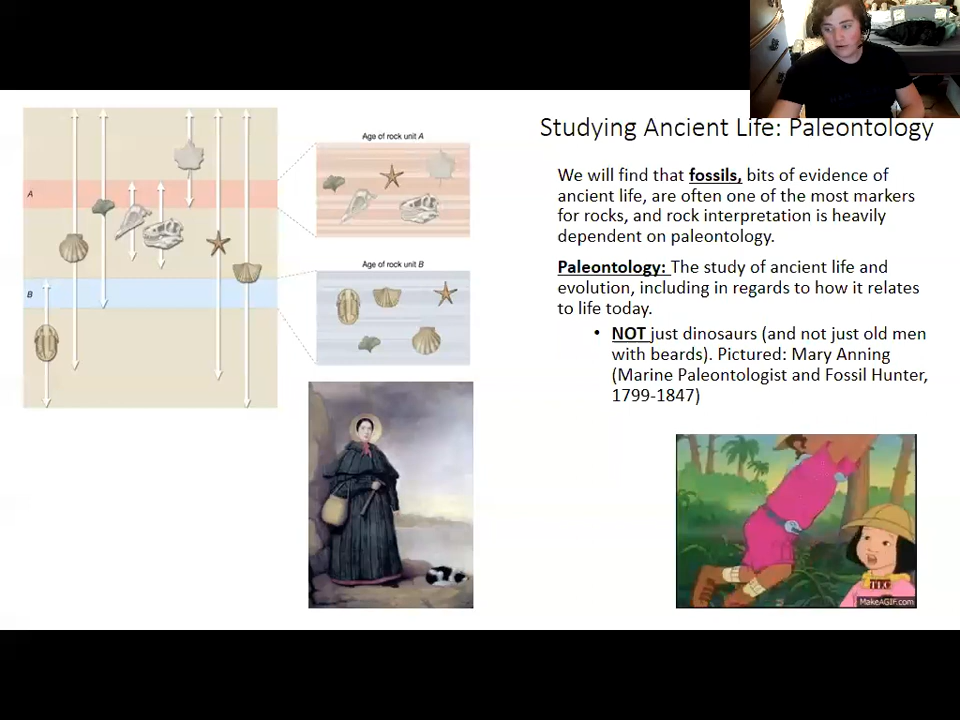 Studying Ancient Life: Paleontology
A
B
Age of rock unit A
Age of rock unit B
We will find that fossils, bits of evidence of
ancient life, are often one of the most markers
for rocks, and rock interpretation is heavily
dependent on paleontology.
Paleontology: The study of ancient life and
evolution, including in regards to how it relates
to life today.
• NOT just dinosaurs (and not just old men
with beards). Pictured: Mary Anning
(Marine Paleontologist and Fossil Hunter,
1799-1847)
TLC
MakeAGIF.com